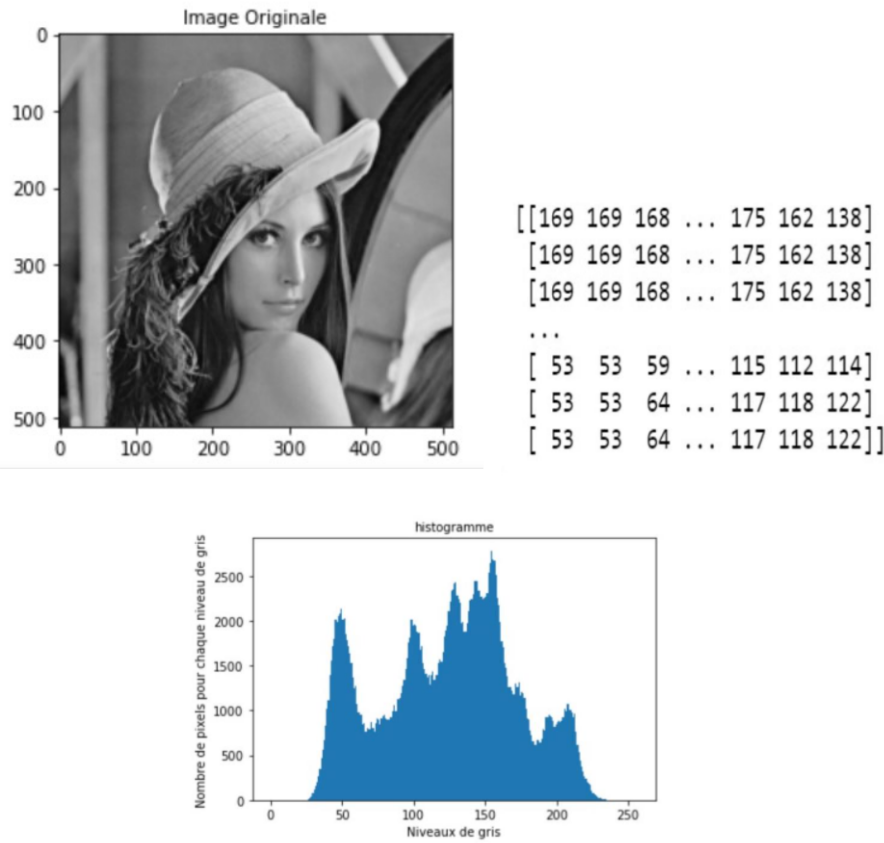 Image Originale
0
100
200
300
400
500
0 100 200 300 400 500
[[169 169 168 ... 175 162 138]
[169 169 168 ... 175 162 138]
[169 169 168 ... 175 162 138]
...
[ 53 53 59 ... 115 112 114]
[ 53 53 64 ... 117 118 122]
[ 53 53 64 ... 117 118 122]]
histogramme
Nombre de pixels pour chaque niveau de gris
2500
2000
1500
1000
500
0
0 50 100 150 200 250
Niveaux de gris